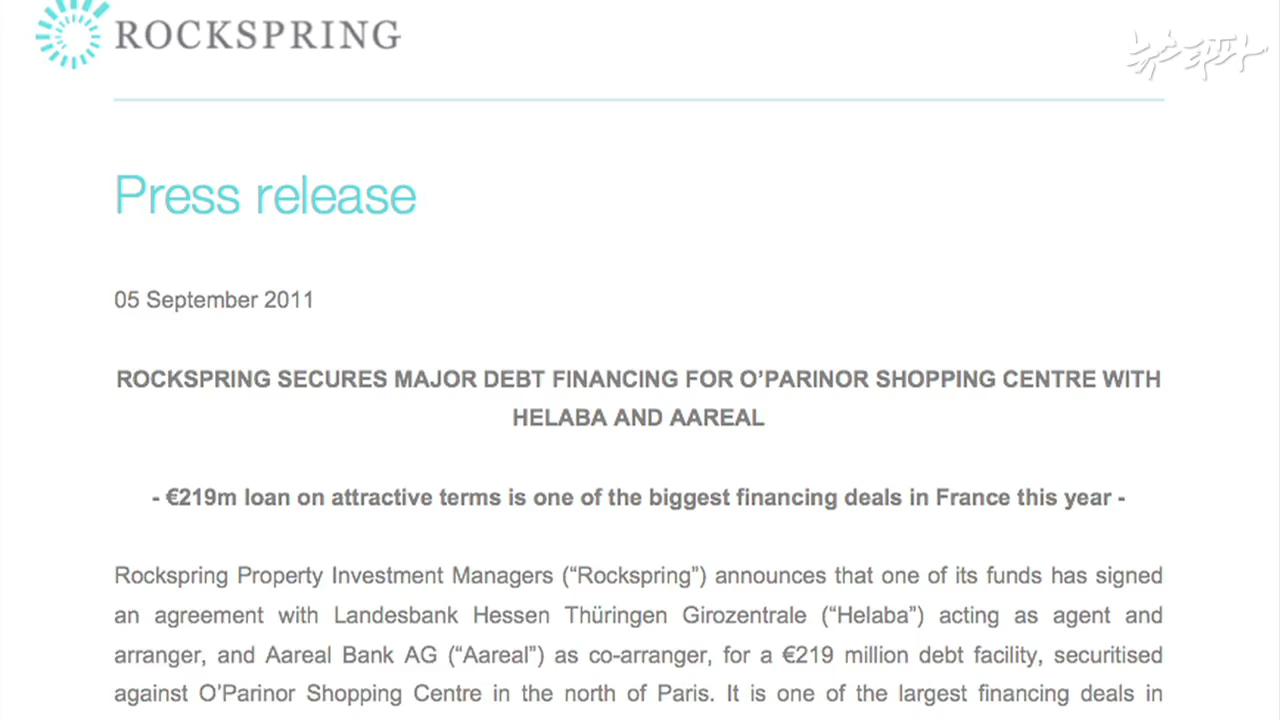 ROCKSPRING
뉴스타파
Press release
05 September 2011
ROCKSPRING SECURES MAJOR DEBT FINANCING FOR O’PARINOR SHOPPING CENTRE WITH
HELABA AND AAREAL
- €219m loan on attractive terms is one of the biggest financing deals in France this year -
Rockspring Property Investment Managers (“Rockspring”) announces that one of its funds has signed
an agreement with Landesbank Hessen Thüringen Girozentrale (“Helaba”) acting as agent and
arranger, and Aareal Bank AG (“Aareal”) as co-arranger, for a €219 million debt facility, securitised
against O’Parinor Shopping Centre in the north of Paris. It is one of the largest financing deals in